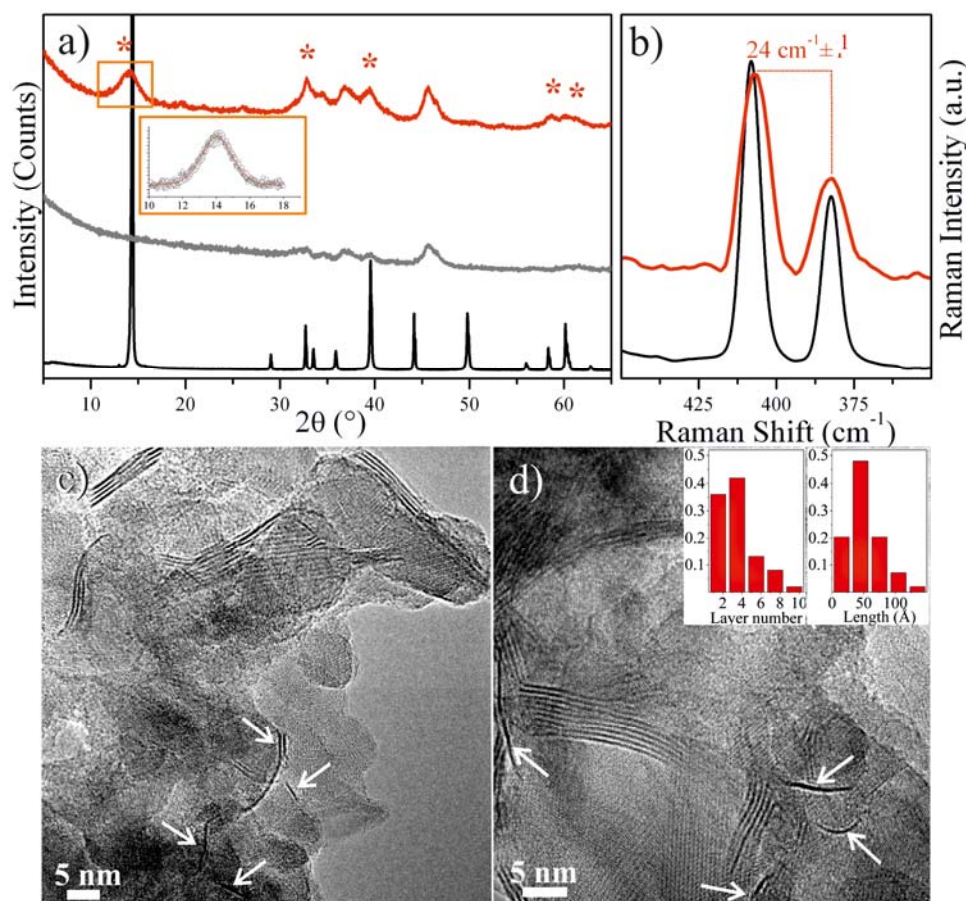 a)
* * * * *
Intensity (Counts)
10 12 14 16 18
10 20 30 40 50 60
2θ (°)
b)
24 cm⁻¹± 1
Raman Intensity (a.u.)
425 400 375
Raman Shift (cm⁻¹)
c)
5 nm
d)
0.5
0.4
0.3
0.2
0.1
2 4 6 8 10
Layer number
0.5
0.4
0.3
0.2
0.1
0 50 100
Length (Å)
5 nm